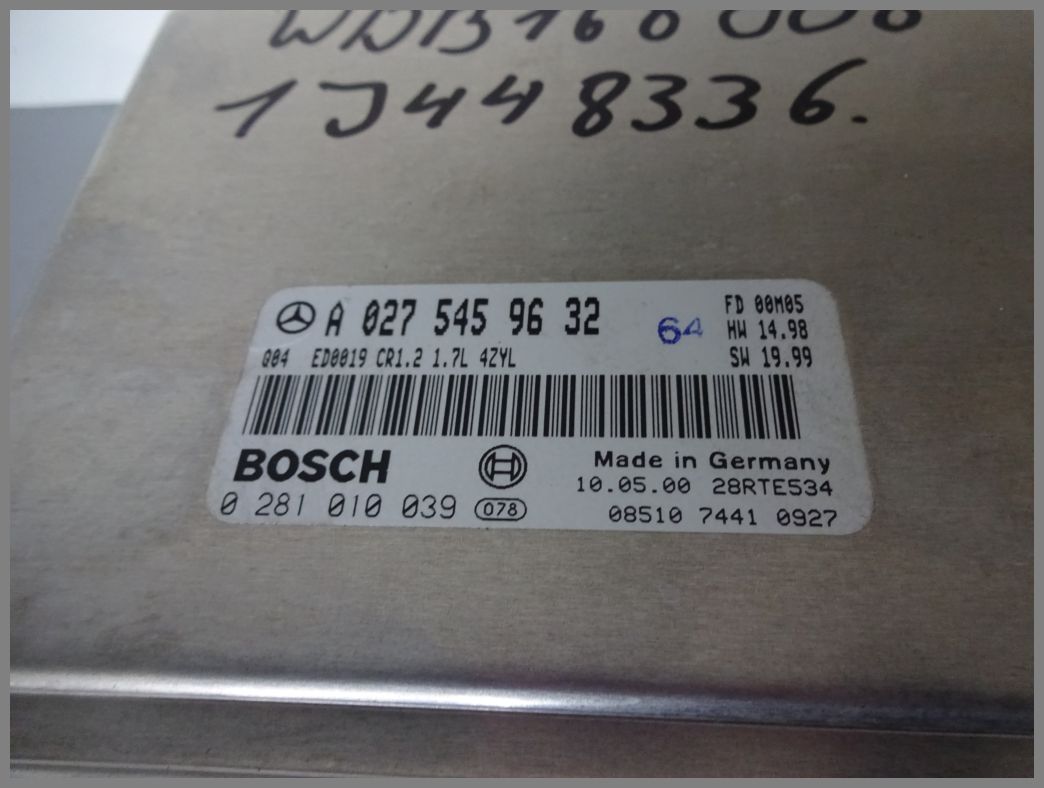 WDB168008
1J448336.
A 027 545 96 32
64
FD 00M05
HW 14.98
Q04 ED0019 CR1.2 1.7L 4ZYL
SW 19.99
BOSCH
Made in Germany
10.05.00 28RTE534
0 281 010 039 078
08510 7441 0927